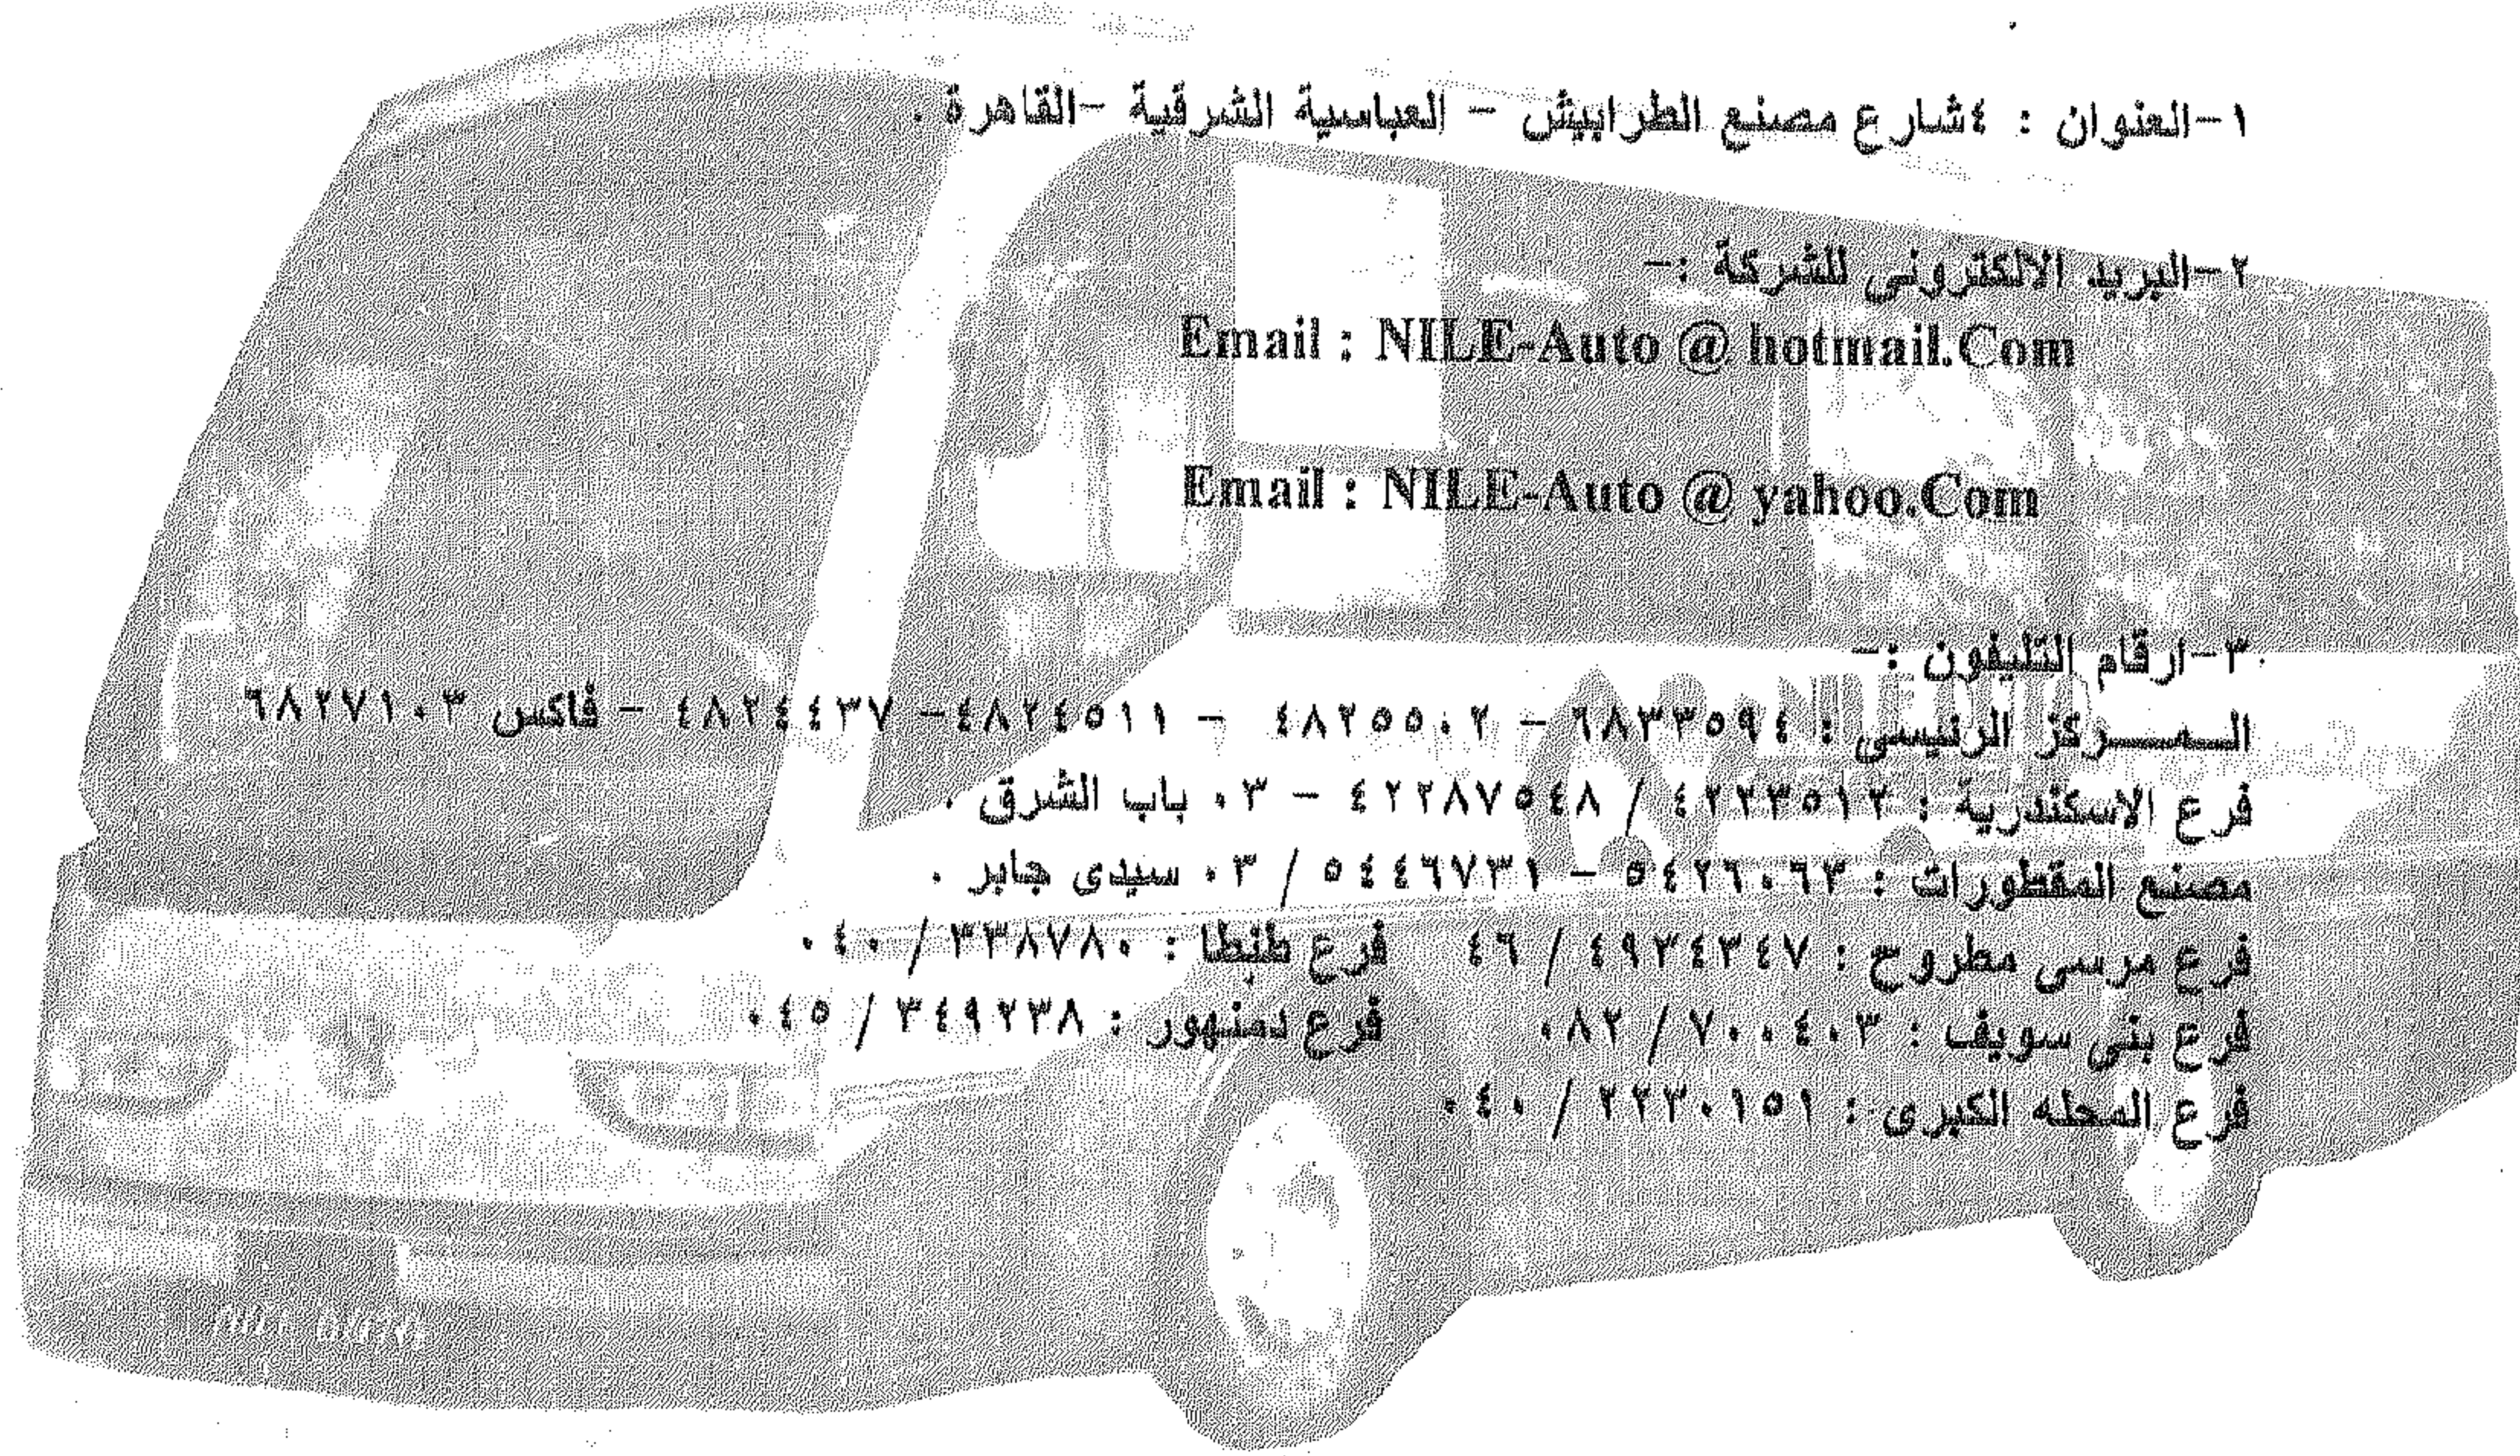 ١-العنوان : ٤شارع مصنع الطرابيش - العباسية الشرقية -القاهرة .
٢-البريد الالكترونى للشركة :-
Email : NILE-Auto @ hotmail.Com
Email : NILE-Auto @ yahoo.Com
٣-ارقام التليفون :-
المـــركز الرئيسى : ٦٨٣٣٥٩٤ - ٤٨٢٥٥٠٢ - ٤٨٢٤٥١١ -٤٨٢٤٤٣٧ - فاكس ٦٨٢٧١٠٣
فرع الاسكندرية : ٤٢٢٣٥١٢ / ٤٢٢٨٧٥٤٨ - ٠٣ باب الشرق .
مصنع المقطورات : ٥٤٢٦٠٦٣ - ٥٤٤٦٧٣١ / ٠٣ سيدى جابر .
فرع مرسى مطروح : ٤٩٣٤٣٤٧ / ٤٦ فرع طنطا : ٣٣٨٧٨٠ / ٠٤٠
فرع بنى سويف : ٧٠٠٤٠٣ / ٠٨٢ فرع دمنهور : ٣٤٩٢٣٨ / ٠٤٥
فرع المحله الكبرى : ٢٢٣٠١٥١ / ٠٤٠